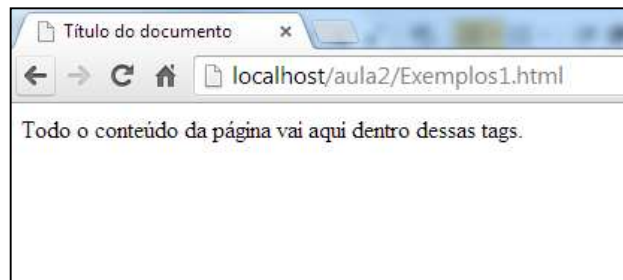 Título do documento
localhost/aula2/Exemplos1.html
Todo o conteúdo da página vai aqui dentro dessas tags.